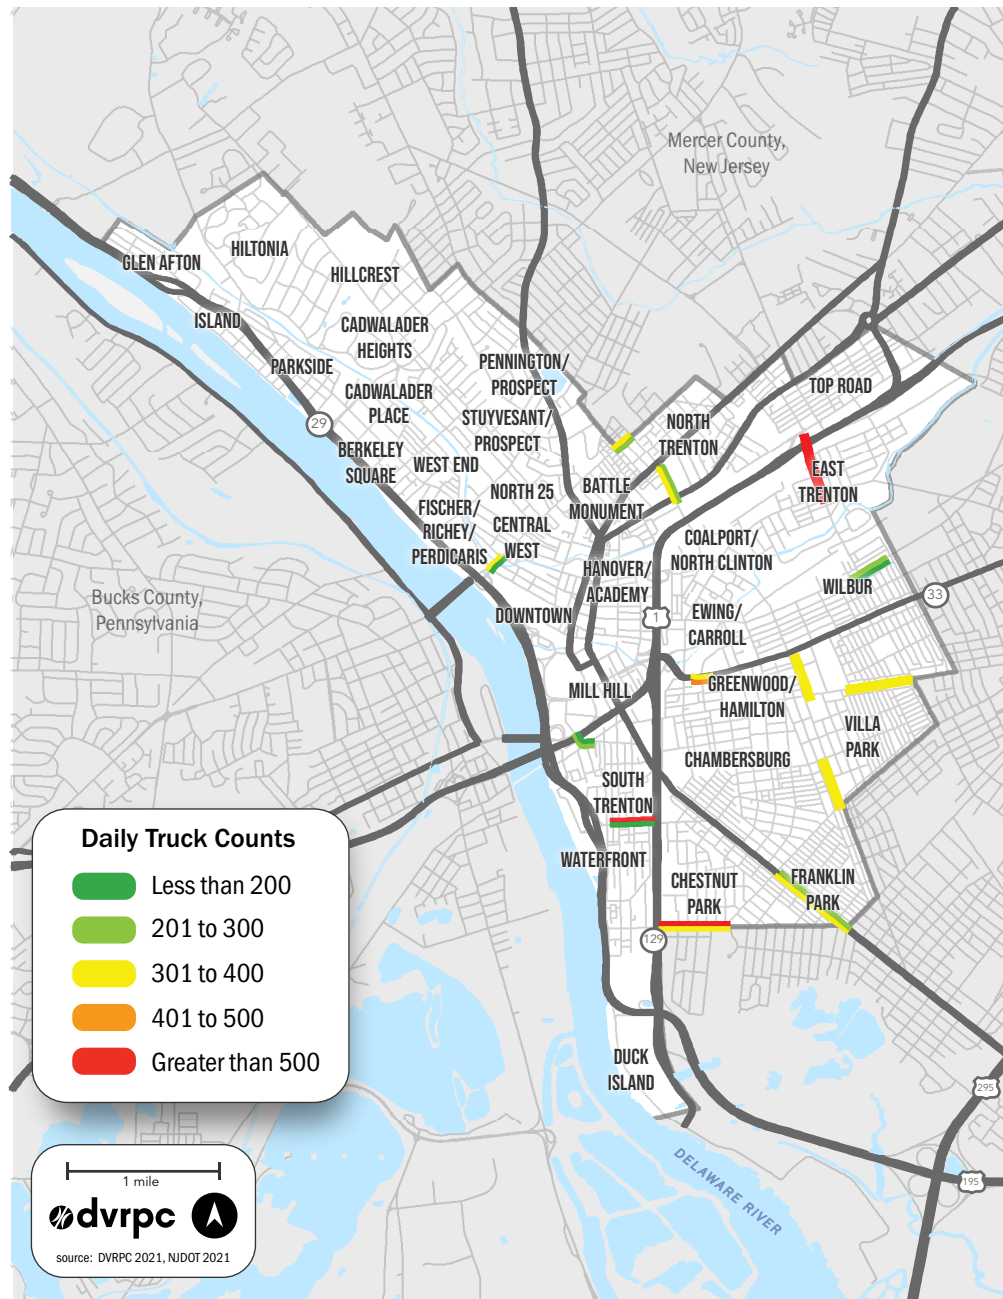 Mercer County,
New Jersey
HILTONIA
GLEN AFTON
HILLCREST
ISLAND
CADWALADER
HEIGHTS
PARKSIDE
PENNINGTON/
PROSPECT
TOP ROAD
CADWALADER
PLACE
29
STUYVESANT/
PROSPECT
NORTH
TRENTON
BERKELEY
SQUARE
WEST END
EAST
TRENTON
NORTH 25
BATTLE
MONUMENT
FISCHER/
RICHEY/
PERDICARIS
CENTRAL
WEST
COALPORT/
NORTH CLINTON
HANOVER/
ACADEMY
WILBUR
33
Bucks County,
Pennsylvania
DOWNTOWN
1
EWING/
CARROLL
MILL HILL
GREENWOOD/
HAMILTON
VILLA
PARK
CHAMBERSBURG
SOUTH
TRENTON
WATERFRONT
CHESTNUT
PARK
FRANKLIN
PARK
129
DUCK
ISLAND
295
195
DELAWARE RIVER
Daily Truck Counts
Less than 200
201 to 300
301 to 400
401 to 500
Greater than 500
1 mile
dvrpc
source: DVRPC 2021, NJDOT 2021